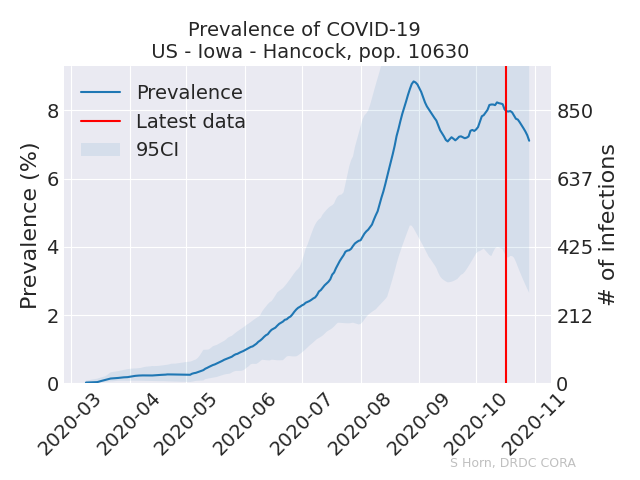 Prevalence of COVID-19
US - Iowa - Hancock, pop. 10630
Prevalence
Latest data
95CI
Prevalence (%)
8
6
4
2
0
850
637
425
212
0
# of infections
2020-03
2020-04
2020-05
2020-06
2020-07
2020-08
2020-09
2020-10
2020-11
S Horn, DRDC CORA